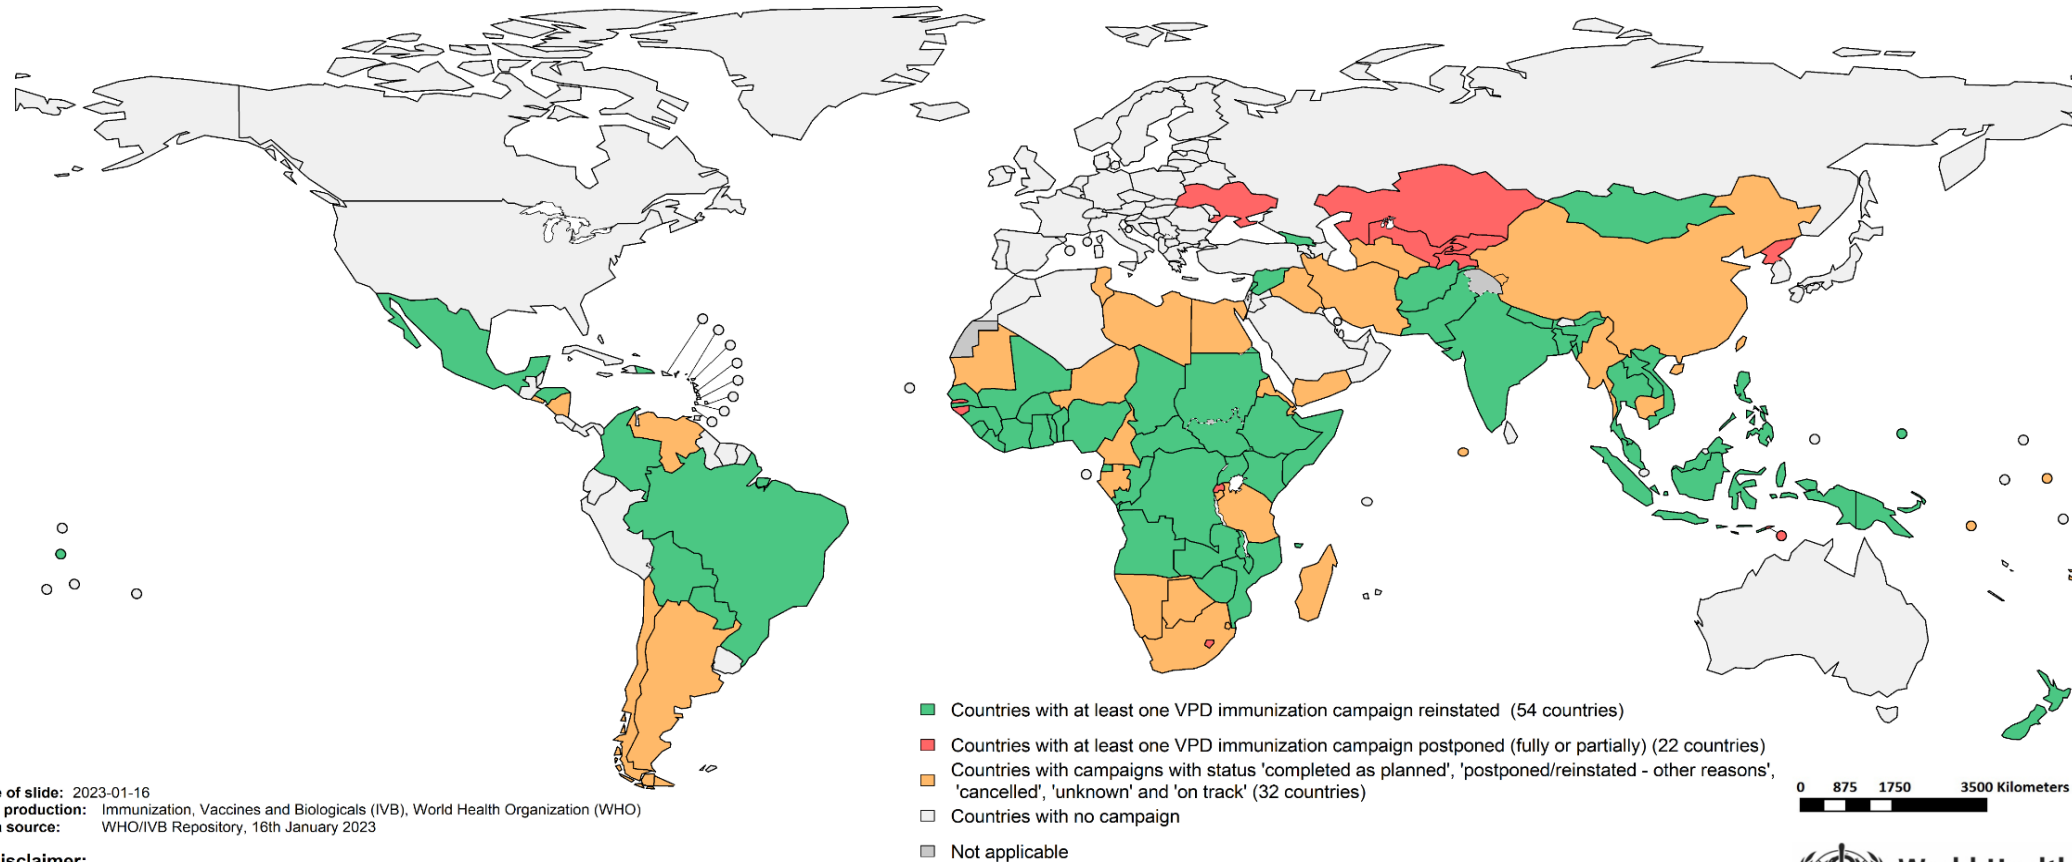 Countries with at least one VPD immunization campaign reinstated (54 countries)
Countries with at least one VPD immunization campaign postponed (fully or partially) (22 countries)
Countries with campaigns with status 'completed as planned', 'postponed/reinstated - other reasons',
'cancelled', 'unknown' and 'on track' (32 countries)
Countries with no campaign
Not applicable
0 875 1750 3500 Kilometers
e of slide: 2023-01-16
production: Immunization, Vaccines and Biologicals (IVB), World Health Organization (WHO)
source: WHO/IVB Repository, 16th January 2023
isclaimer:
World Health